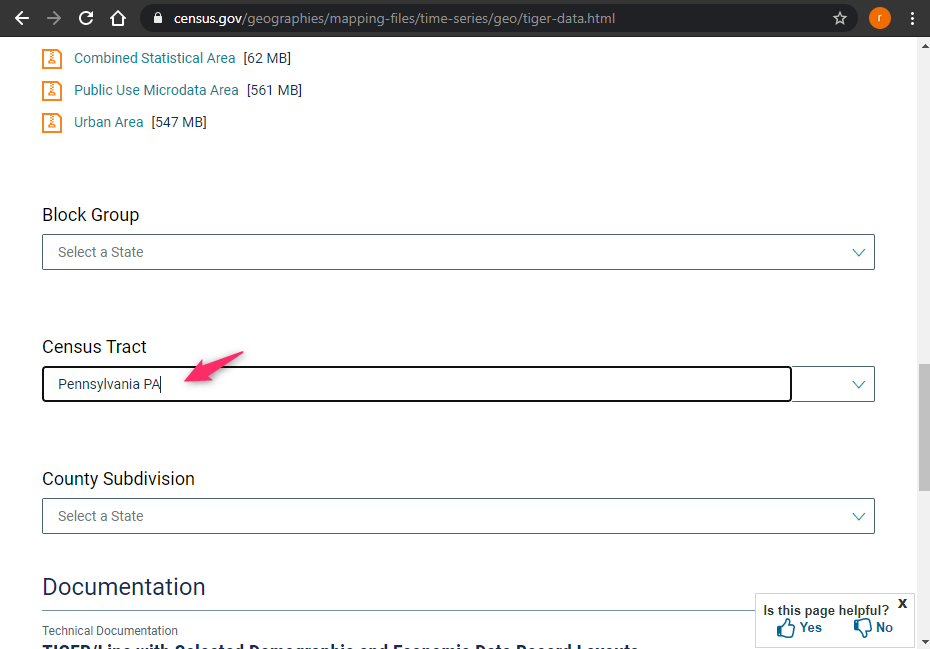 census.gov/geographies/mapping-files/time-series/geo/tiger-data.html
r
Combined Statistical Area [62 MB]
Public Use Microdata Area [561 MB]
Urban Area [547 MB]
Block Group
Select a State
Census Tract
Pennsylvania PA
County Subdivision
Select a State
Documentation
Technical Documentation
TIGER/Line with Selected Demographic and Economic Data Record Layouts
Is this page helpful? X
Yes No